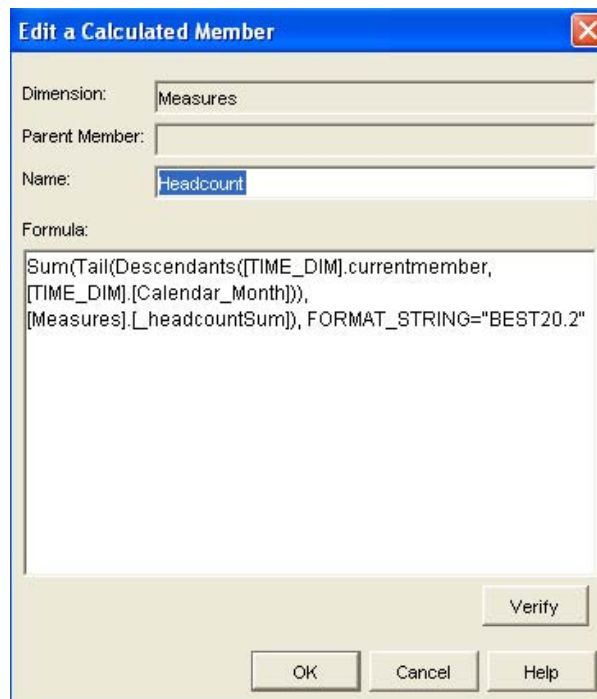 Edit a Calculated Member
Dimension: Measures
Parent Member:
Name: Headcount
Formula:
Sum(Tail(Descendants([TIME_DIM].currentmember,
[TIME_DIM].[Calendar_Month])),
[Measures].[_headcountSum]), FORMAT_STRING="BEST20.2"
Verify
OK Cancel Help